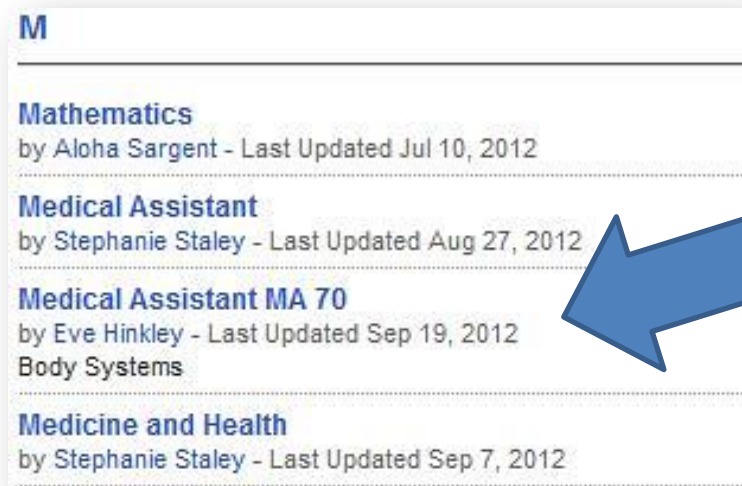 M
Mathematics
by Aloha Sargent - Last Updated Jul 10, 2012
Medical Assistant
by Stephanie Staley - Last Updated Aug 27, 2012
Medical Assistant MA 70
by Eve Hinkley - Last Updated Sep 19, 2012
Body Systems
Medicine and Health
by Stephanie Staley - Last Updated Sep 7, 2012